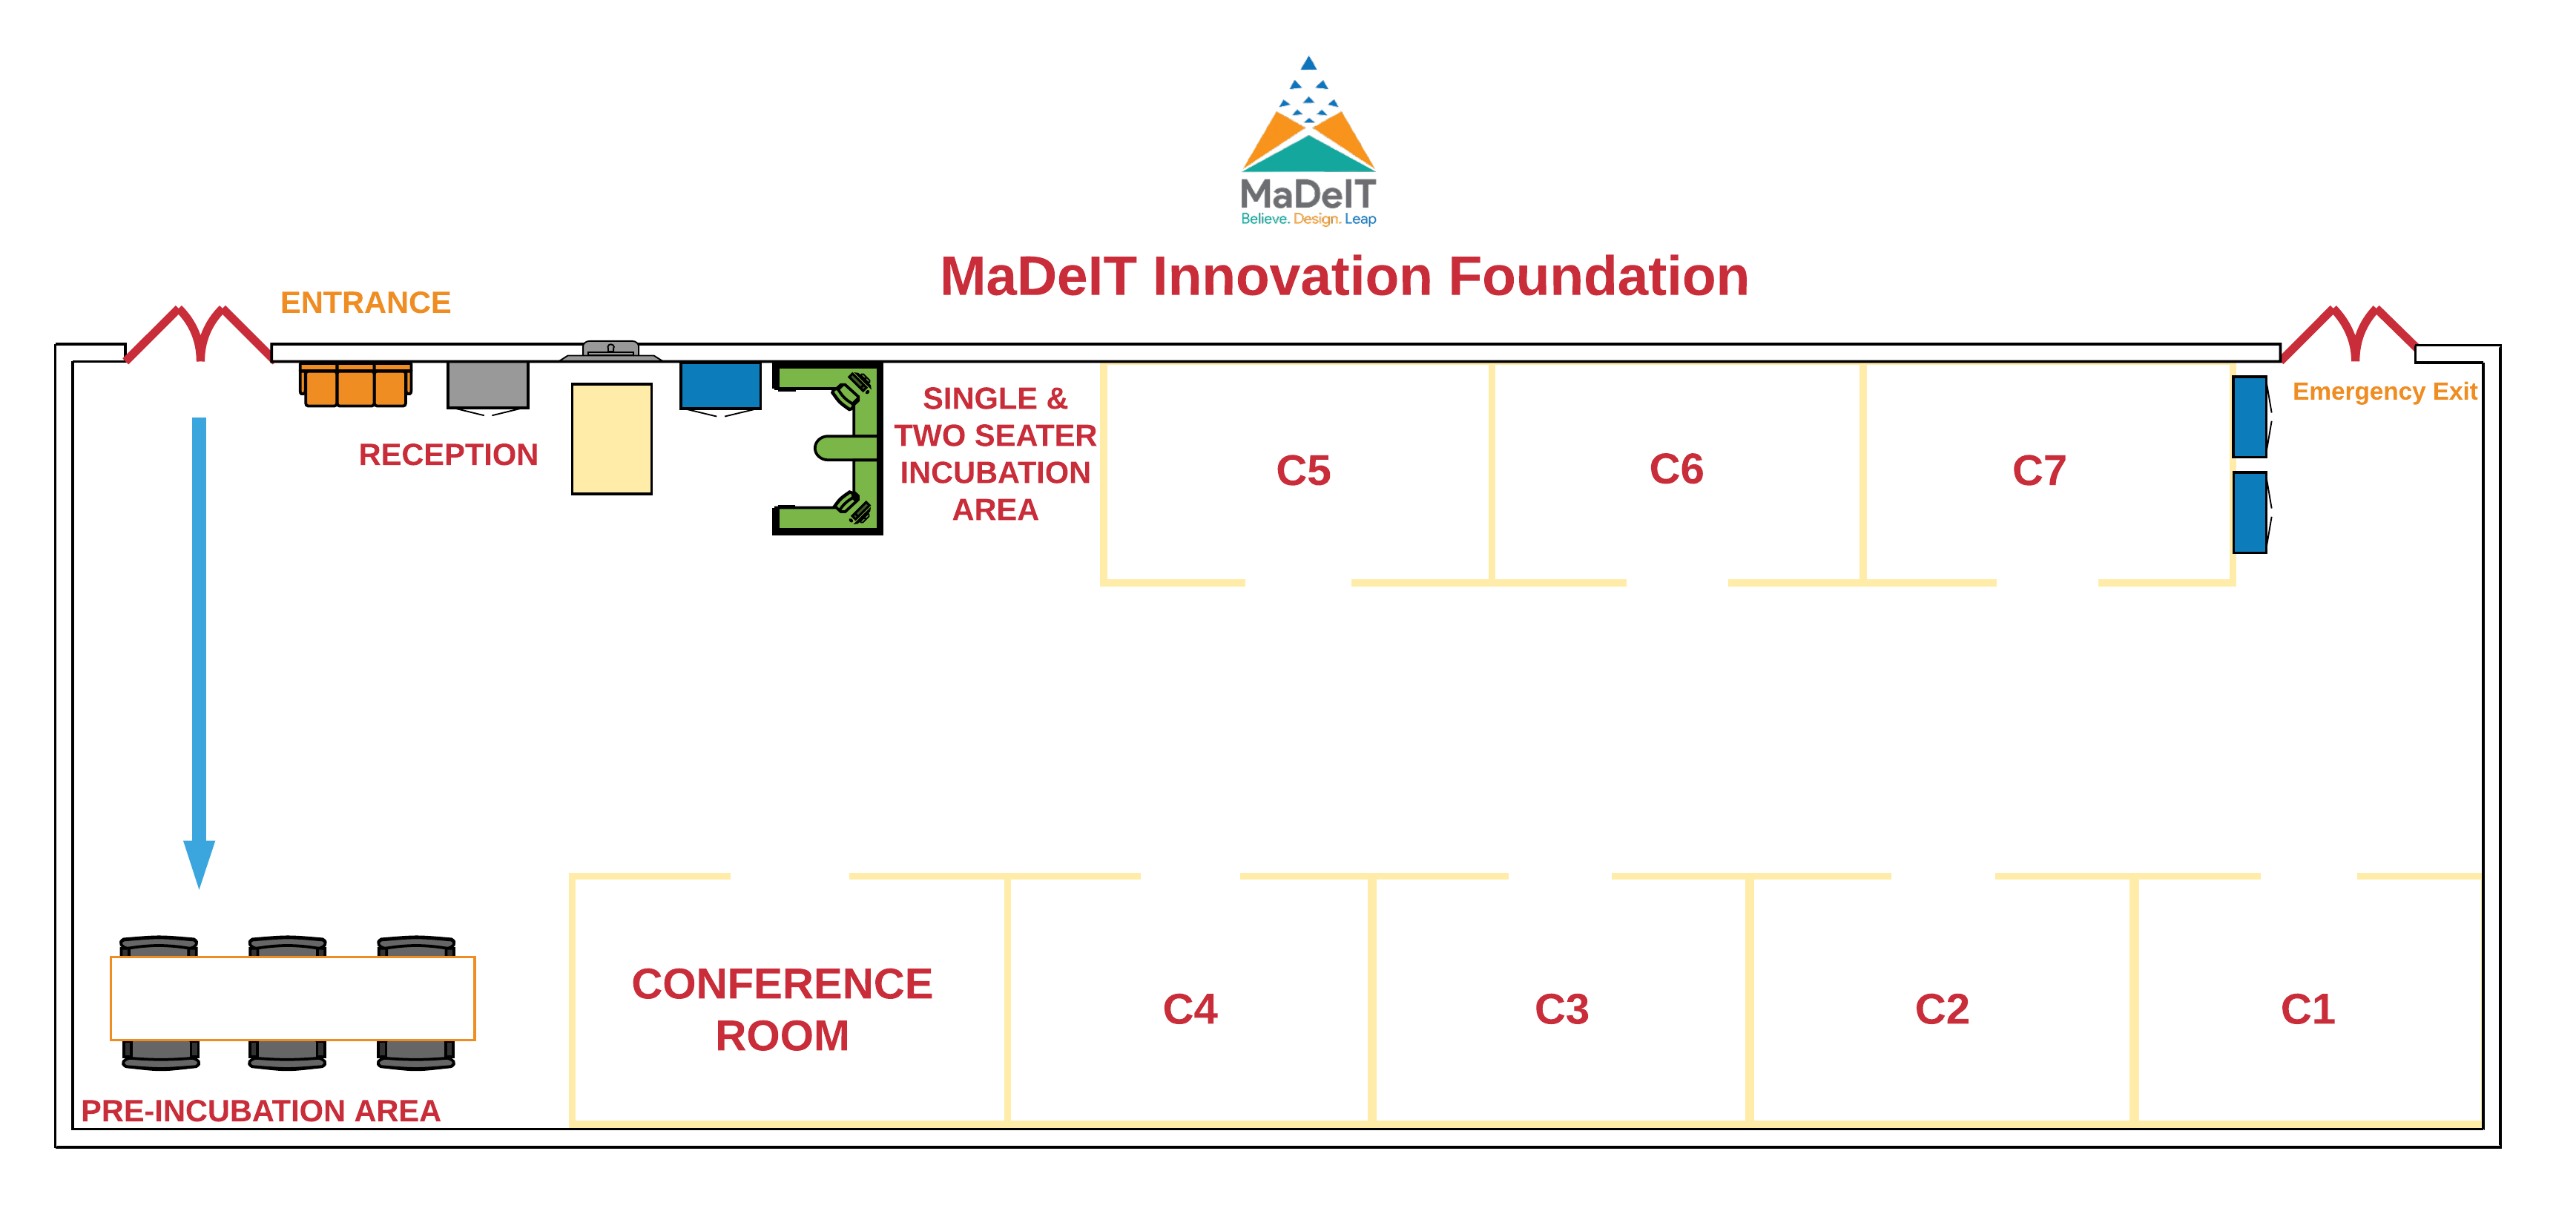 MaDeIT
Believe. Design. Leap
MaDeIT Innovation Foundation
ENTRANCE
Emergency Exit
RECEPTION
SINGLE &
TWO SEATER
INCUBATION
AREA
C5
C6
C7
CONFERENCE
ROOM
C4
C3
C2
C1
PRE-INCUBATION AREA